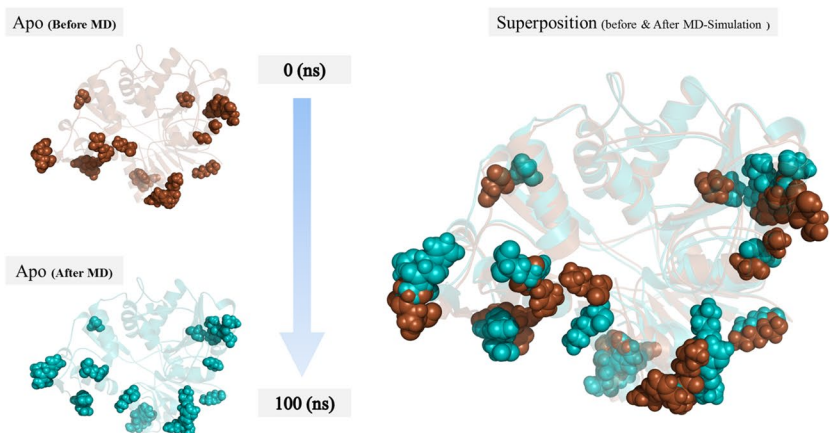 Apo (Before MD)
0 (ns)
Superposition (before & After MD-Simulation )
Apo (After MD)
100 (ns)